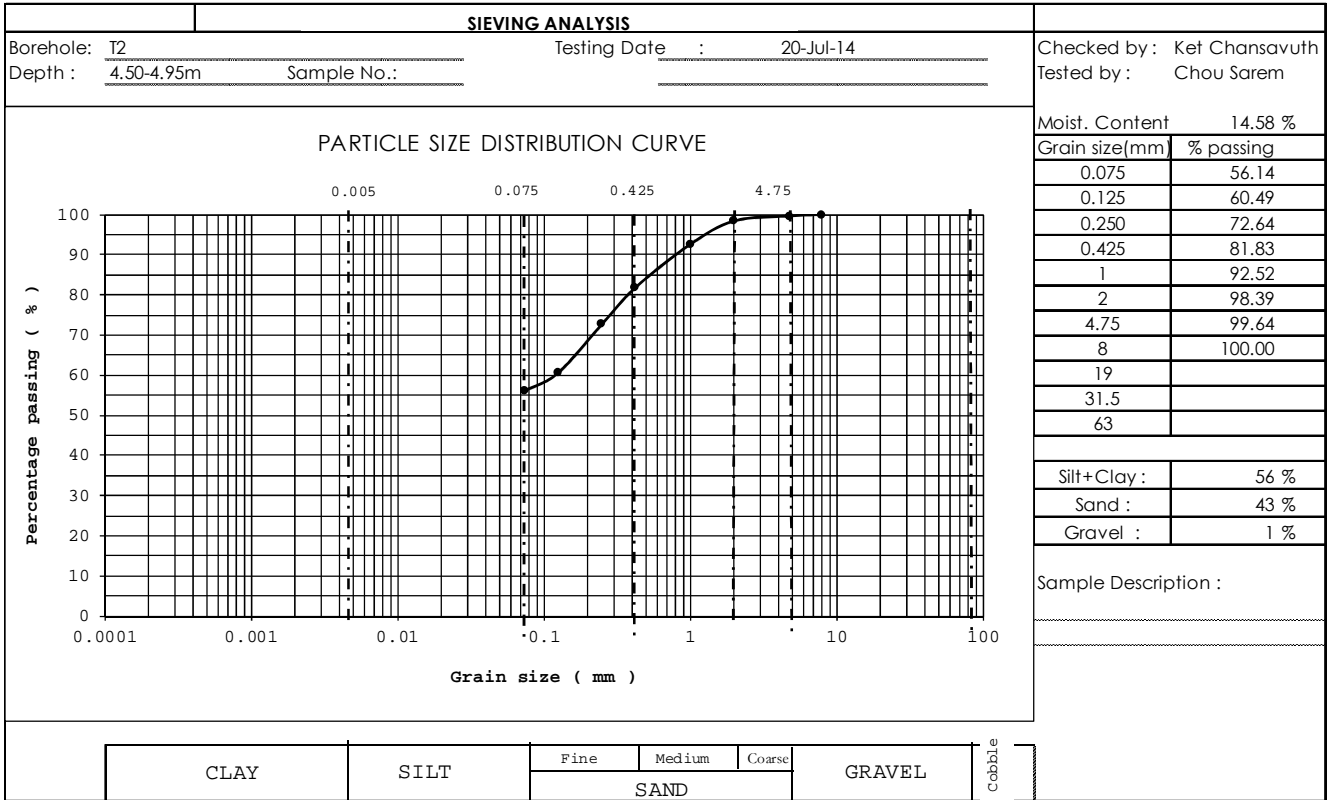 SIEVING ANALYSIS
Borehole: T2 Testing Date : 20-Jul-14
Depth : 4.50-4.95m Sample No.:
Checked by : Ket Chansavuth
Tested by : Chou Sarem
Moist. Content 14.58 %
Grain size(mm) % passing
0.075 56.14
0.125 60.49
0.250 72.64
0.425 81.83
1 92.52
2 98.39
4.75 99.64
8 100.00
19
31.5
63
Silt+Clay : 56 %
Sand : 43 %
Gravel : 1 %
Sample Description :
PARTICLE SIZE DISTRIBUTION CURVE
0.005 0.075 0.425 4.75
Percentage passing ( % )
100
90
80
70
60
50
40
30
20
10
0
0.0001 0.001 0.01 0.1 1 10 100
Grain size ( mm )
CLAY SILT Fine Medium Coarse GRAVEL Cobble
SAND